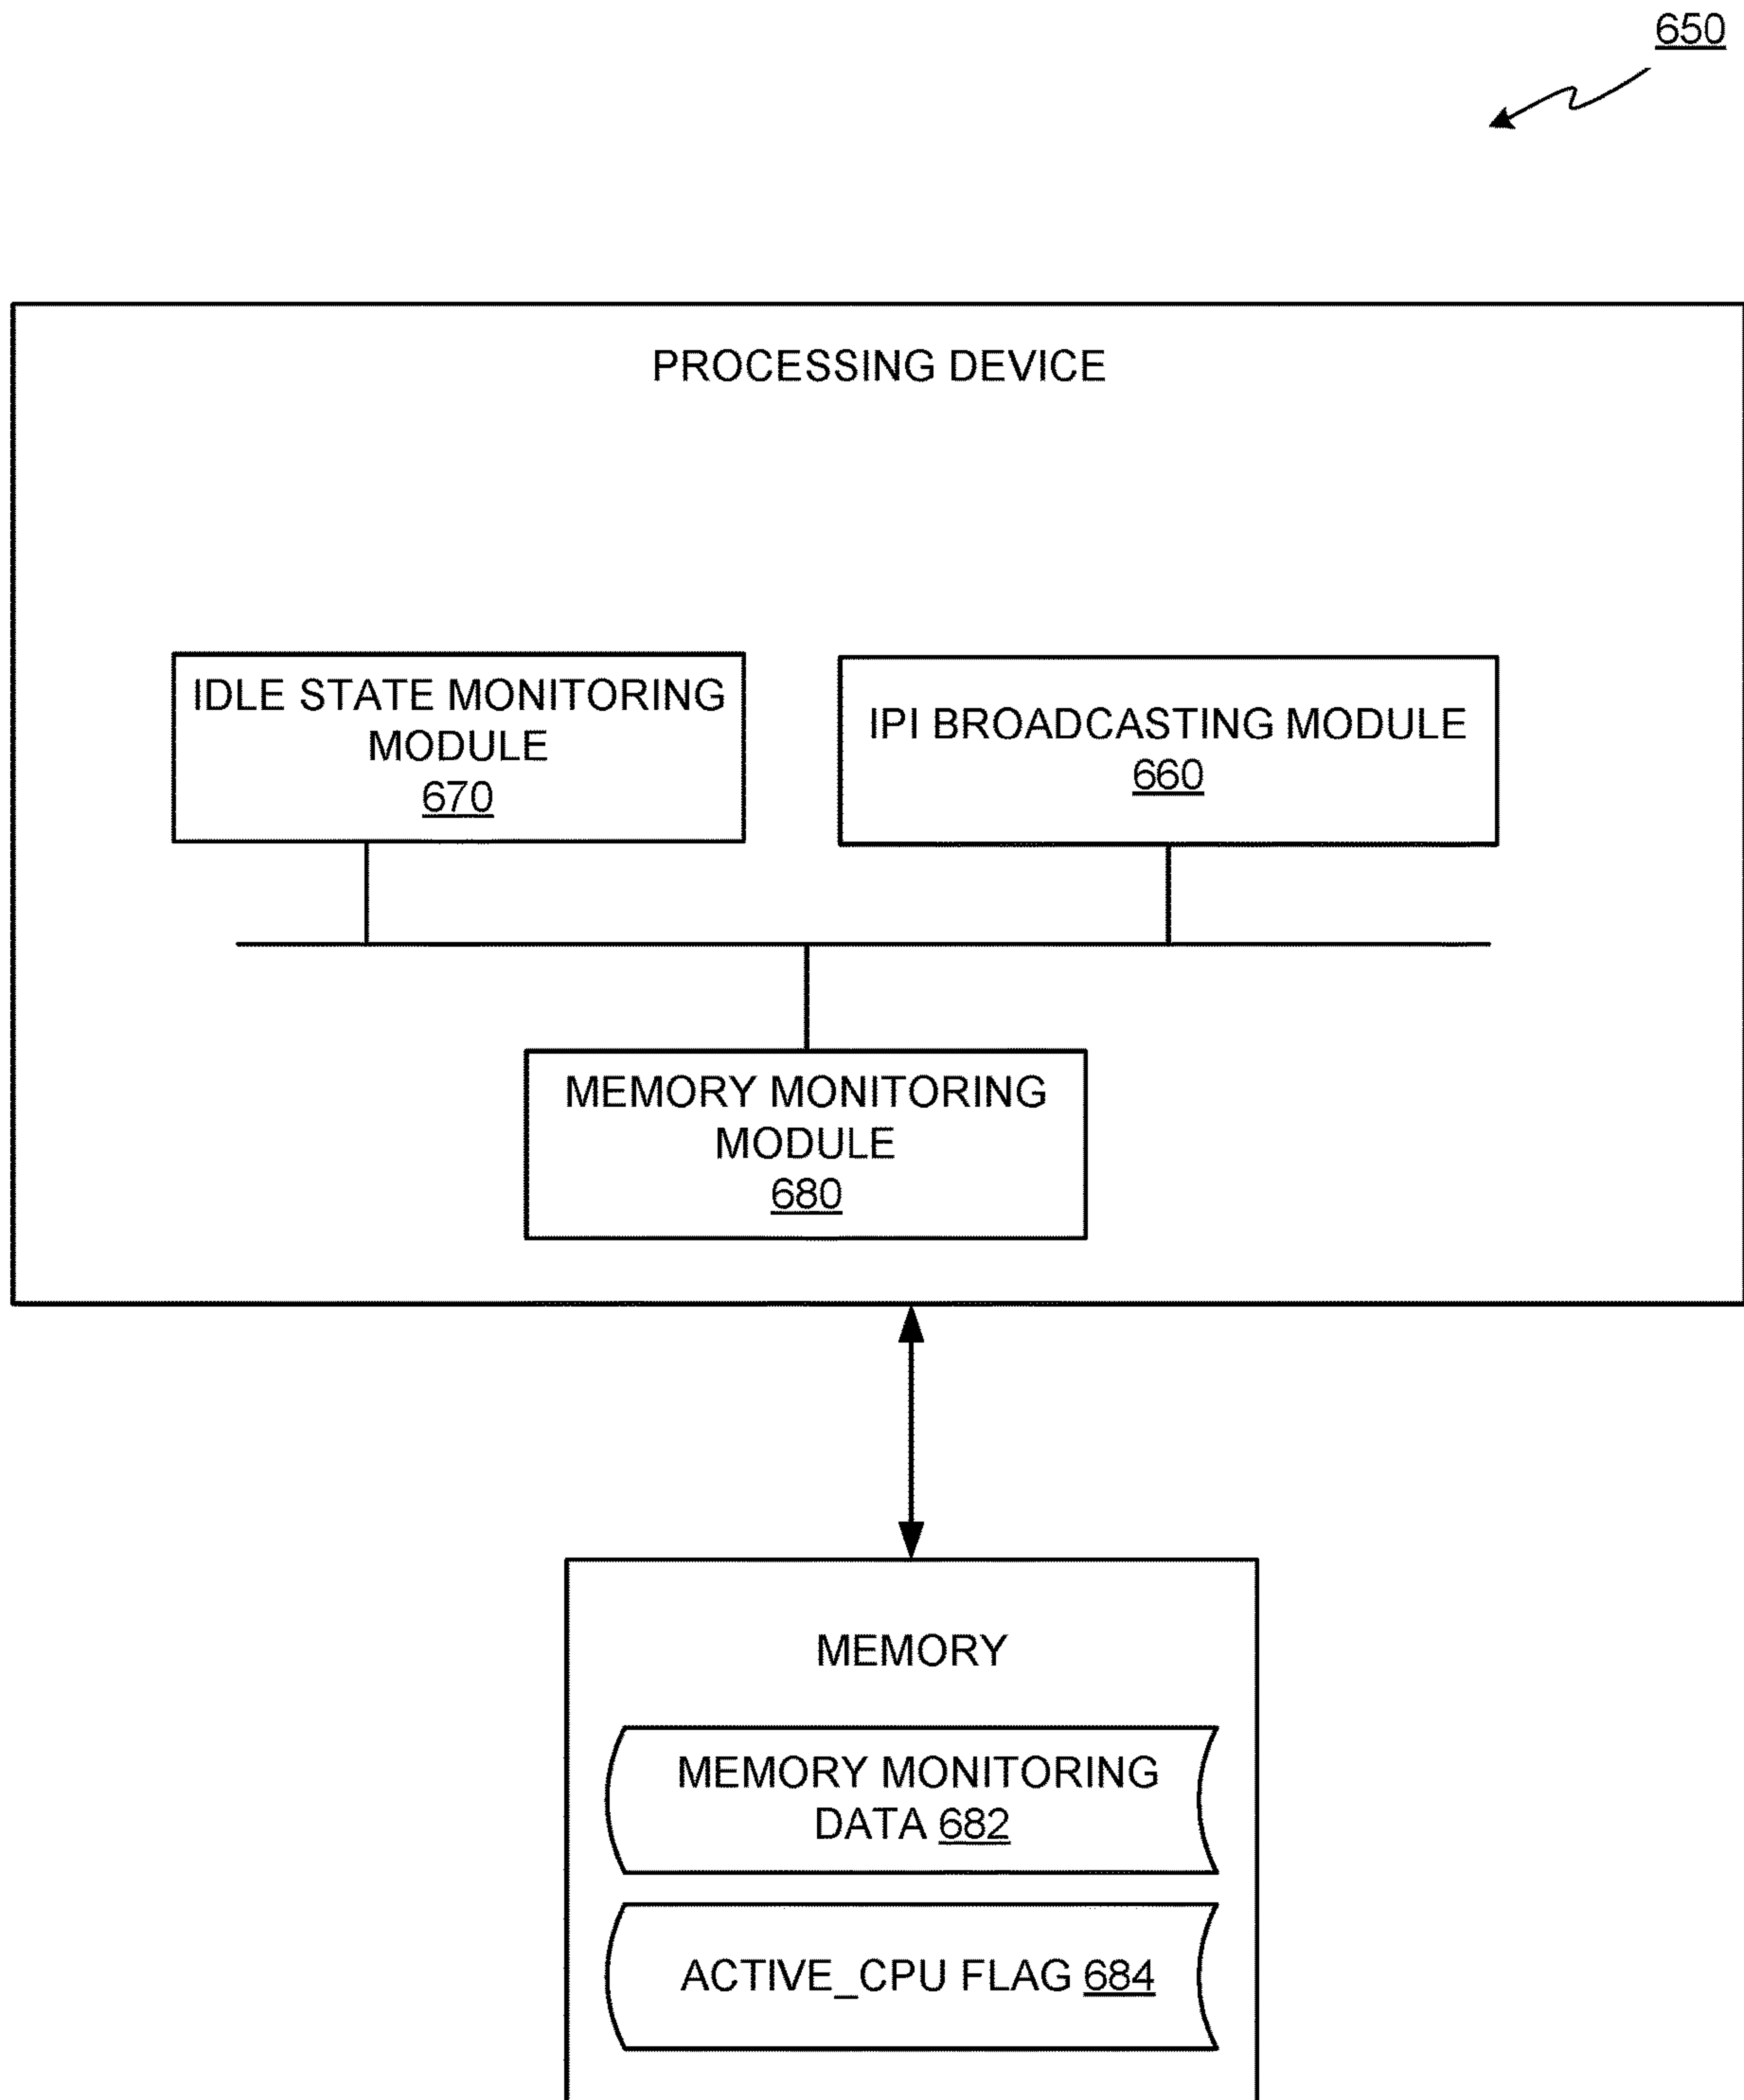 650
PROCESSING DEVICE
IDLE STATE MONITORING
MODULE
670
IPI BROADCASTING MODULE
660
MEMORY MONITORING
MODULE
680
MEMORY
MEMORY MONITORING
DATA 682
ACTIVE_CPU FLAG 684